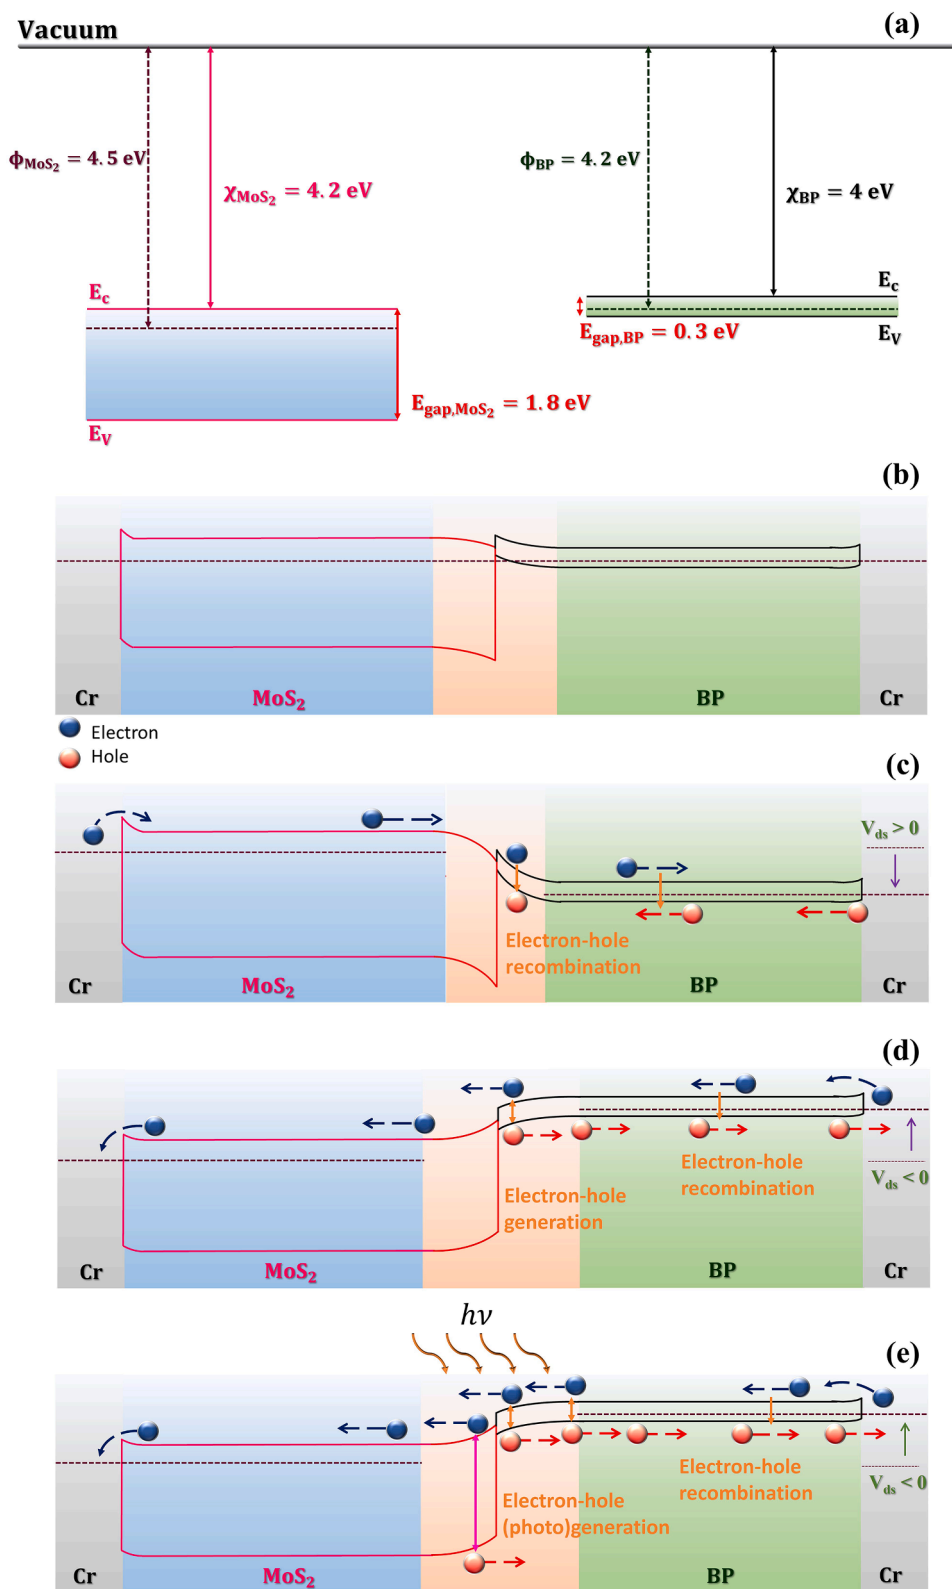 (a)
Vacuum
ϕMoS₂ = 4.5 eV
χMoS₂ = 4.2 eV
ϕBP = 4.2 eV
χBP = 4 eV
Ec
Ec
Egap,BP = 0.3 eV
EV
Egap,MoS₂ = 1.8 eV
EV
(b)
Cr
MoS₂
BP
Cr
Electron
Hole
(c)
Vds > 0
Electron-hole
recombination
Cr
MoS₂
BP
Cr
(d)
Electron-hole
recombination
Vds < 0
Electron-hole
generation
Cr
MoS₂
BP
Cr
hν
(e)
Electron-hole
recombination
Vds < 0
Electron-hole
(photo)generation
Cr
MoS₂
BP
Cr